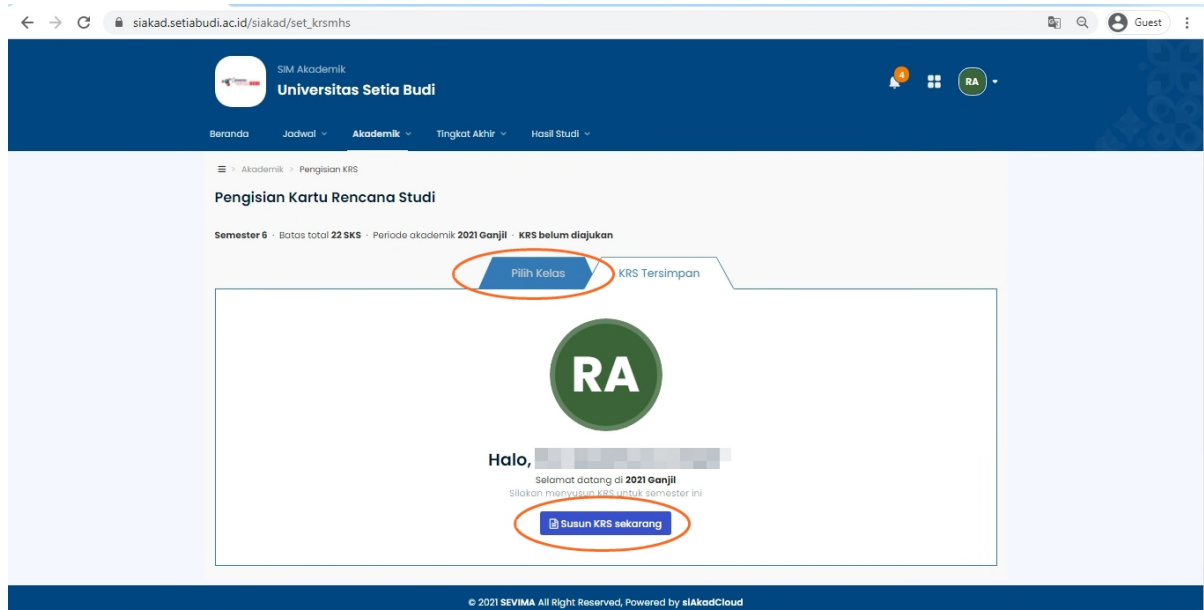 siakad.setiabudi.ac.id/siakad/set_krsmhs
Guest
SIM Akademik
Universitas Setia Budi
4
RA
Beranda Jadwal Akademik Tingkat Akhir Hasil Studi
> Akademik > Pengisian KRS
Pengisian Kartu Rencana Studi
Semester 6 · Batas total 22 SKS · Periode akademik 2021 Ganjil · KRS belum diajukan
Pilih Kelas KRS Tersimpan
RA
Halo,
Selamat datang di 2021 Ganjil
Silakan menyusun KRS untuk semester ini
Susun KRS sekarang
© 2021 SEVIMA All Right Reserved, Powered by siAkadCloud